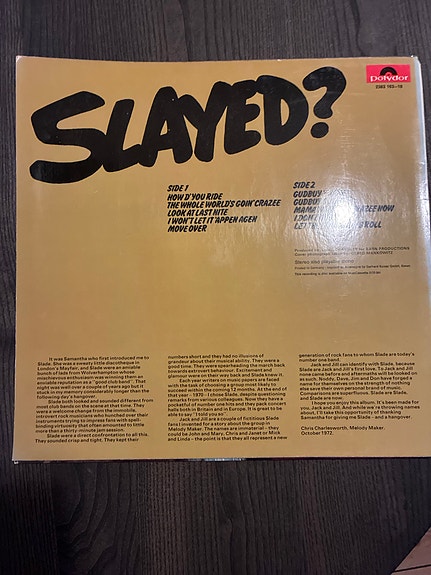 SLAYED?
polydor
2383 163-18
SIDE 1
HOW D'YOU RIDE
THE WHOLE WORLD'S GOIN' CRAZEE
LOOK AT LAST NITE
I WON'T LET IT 'APPEN AGEN
MOVE OVER
SIDE 2
GUDBUY
GUDBUY
MAMA NOW
I DON'
LET ROLL
Produced PRODUCTIONS
MANKOWITZ
Stereo also playable mono
It was Samantha who first introduced me to
Slade. She owned a sweaty little discotheque in
London's Mayfair, and Slade were an amiable
bunch of lads from Wolverhampton whose
mischievous enthusiasm was winning them an
enviable reputation as a "good club band". That
night was well over a couple of years ago but it
stuck in my mind considerably longer than the
following day's hangover.
Slade both looked and sounded different from
most club bands on the scene at that time. They
were a welcome change from the immobile,
introvert rock musicians who hunched over their
instruments trying to impress fans with spell-
binding virtuosity that often amounted to little
more than a thirty-minute jam session.
Slade were a direct confrontation to all this.
They sounded crisp and tight. They kept their
numbers short and they had no illusions of
grandeur about their musical ability. They were a
good time. They were spearheading the march back
towards extrovert behaviour. Excitement and
glamour were on their way back and Slade knew it.
Each year writers on music papers are faced
with the task of choosing a group most likely to
succeed within the coming 12 months. At the end of
that year - 1970 - I chose Slade, despite questioning
remarks from various colleagues. Now they have a
pocketful of number one hits and they pack concert
halls both in Britain and in Europe. It is great to be
able to say "I told you so".
Jack and Jill are a couple of fictitious Slade
fans I invented for a story about the group in
Melody Maker. The names are immaterial - they
could be John and Mary, Chris and Janet or Mick
and Linda - the point is that they all represent a new
generation of rock fans to whom Slade are today's
number one band.
Jack and Jill can identify with Slade, because
Slade are Jack and Jill's first love. To Jack and Jill
none came before and afterwards will be looked on
as such. Noddy, Dave, Jim and Don have forged a
name for themselves on the strength of nothing
else but their own personal brand of music.
Comparisons are superfluous. Slade are Slade,
and Slade are now.
I hope you enjoy this album. It's been made for
you, Jack and Jill. And while we're throwing names
about, I'll take this opportunity of thanking
Samantha for giving me Slade - and a hangover.
Chris Charlesworth, Melody Maker.
October 1972.